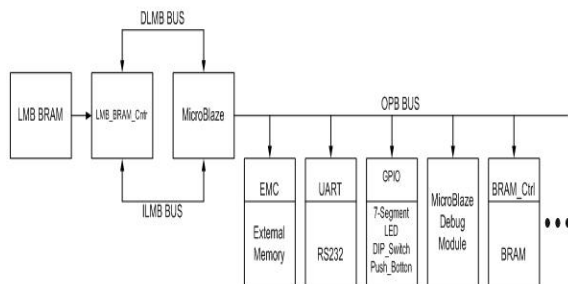 DLMB BUS
LMB BRAM
LMB_BRAM_Cntr
MicroBlaze
OPB BUS
ILMB BUS
EMC
External
Memory
UART
RS232
GPIO
7-Segment
LED
DIP_Switch
Push_Botton
MicroBlaze
Debug
Module
BRAM_Ctrl
BRAM